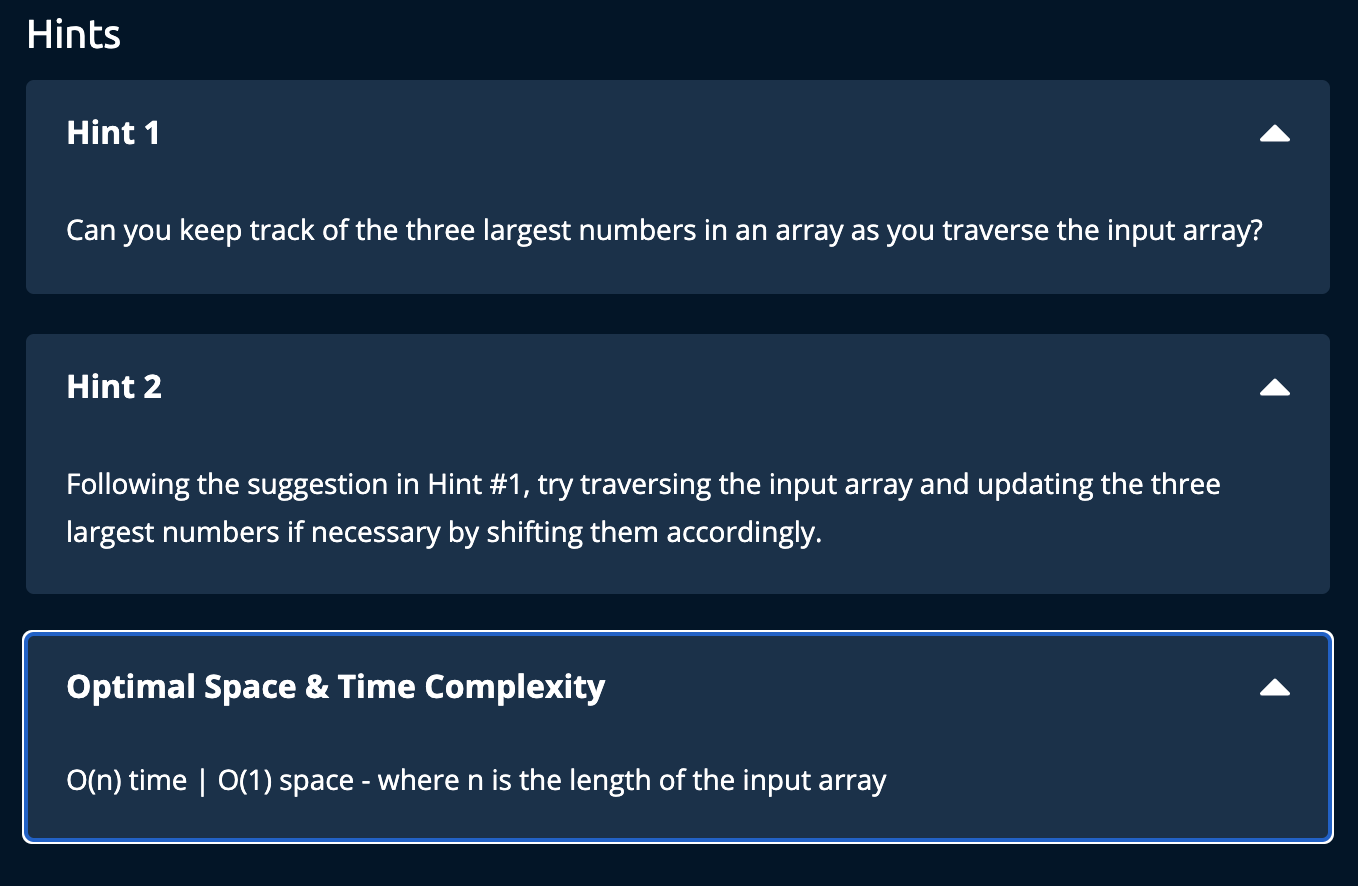 Hints
Hint 1
Can you keep track of the three largest numbers in an array as you traverse the input array?
Hint 2
Following the suggestion in Hint #1, try traversing the input array and updating the three
largest numbers if necessary by shifting them accordingly.
Optimal Space & Time Complexity
O(n) time | O(1) space - where n is the length of the input array